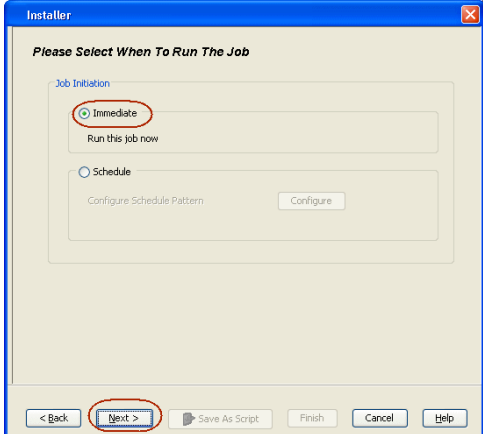 Installer
Please Select When To Run The Job
Job Initiation
Immediate
Run this job now
Schedule
Configure Schedule Pattern Configure
< Back Next > Save As Script Finish Cancel Help